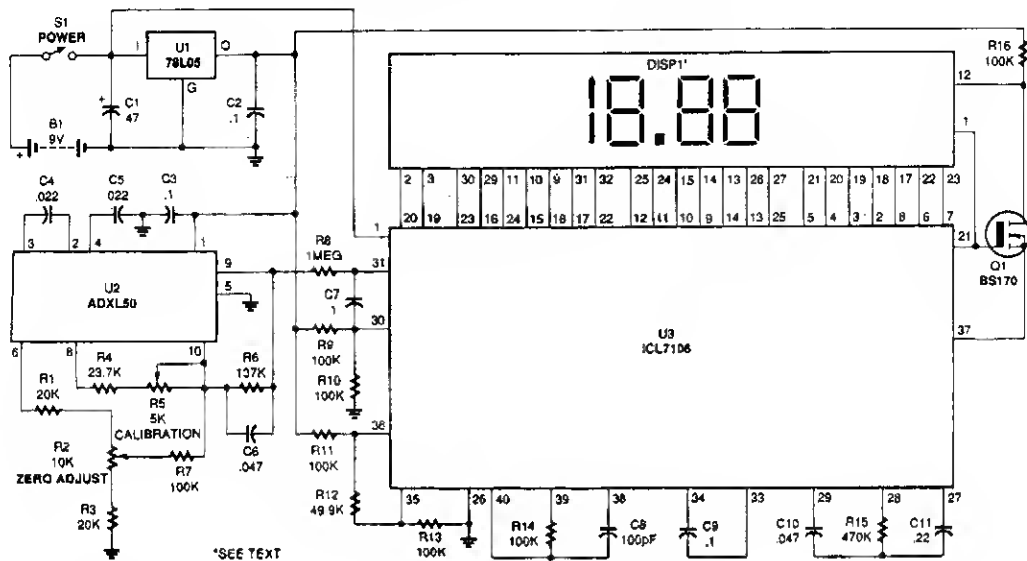 S1
POWER
I
U1
78L05
O
G
C1
47
+
C2
.1
B1
9V
+
R16
100K
DISP1'
18.88
12
1
2 3 30 29 11 10 9 31 32 25 24 15 14 13 26 27 21 20 19 18 17 22 23
20 19 23 16 24 15 18 17 22 12 11 10 9 14 13 25 5 4 3 2 8 6 7
C4
.022
C5
022
C3
.1
3 2 4 1
U2
ADXL50
9
5
6 8 10
R8
1MEG
1
31
C7
1
30
R9
100K
R10
100K
38
R11
100K
U3
ICL7106
21
Q1
BS170
37
R1
20K
R4
23.7K
R5
5K
CALIBRATION
R6
137K
C6
.047
R2
10K
ZERO ADJUST
R7
100K
R3
20K
R12
49.9K
R13
100K
35 26 40 39 38 34 33 29 28 27
R14
100K
C8
100pF
C9
.1
C10
.047
R15
470K
C11
.22
*SEE TEXT